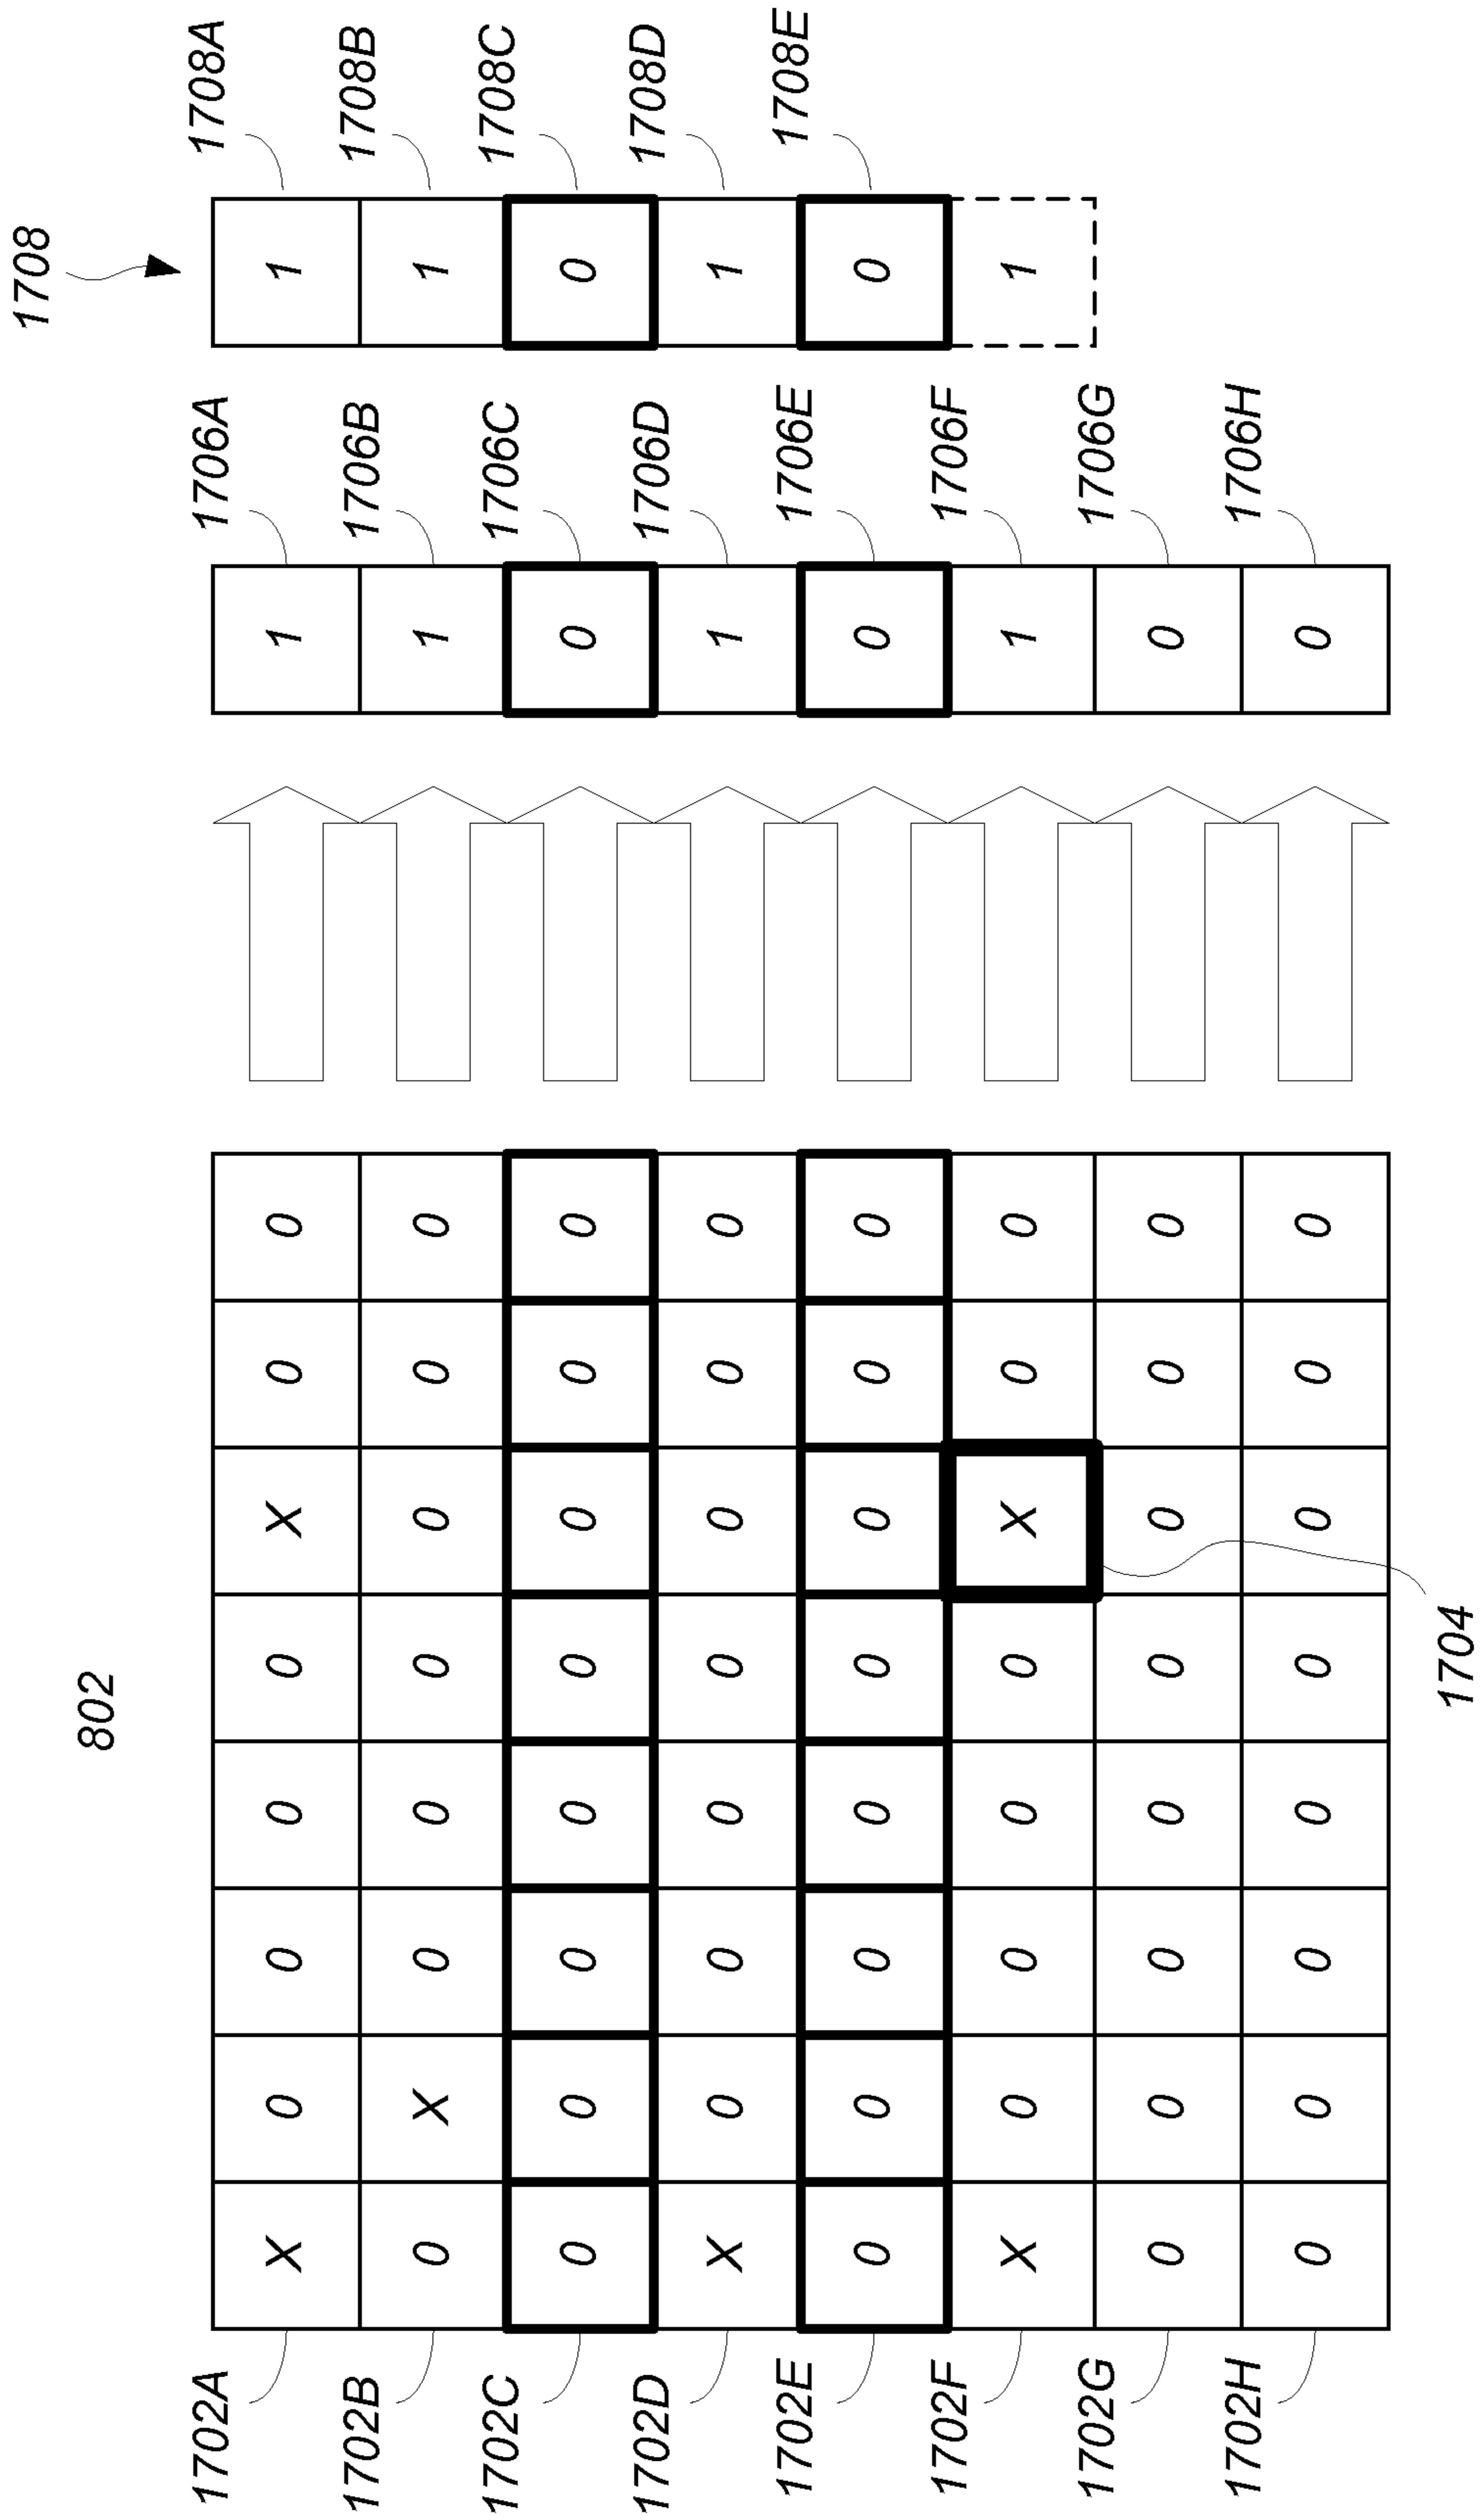 1708
802
1702A 1706A 1708A
X 0 0 0 0 X 0 0 1 1
1702B 1706B 1708B
0 X 0 0 0 0 0 0 1 1
1702C 1706C 1708C
0 0 0 0 0 0 0 0 0 0
1702D 1706D 1708D
X 0 0 0 0 0 0 0 1 1
1702E 1706E 1708E
0 0 0 0 0 0 0 0 0 0
1702F 1706F
X 0 0 0 0 X 0 0 1 1
1702G 1706G
0 0 0 0 0 0 0 0 0
1702H 1706H
0 0 0 0 0 0 0 0 0
1704